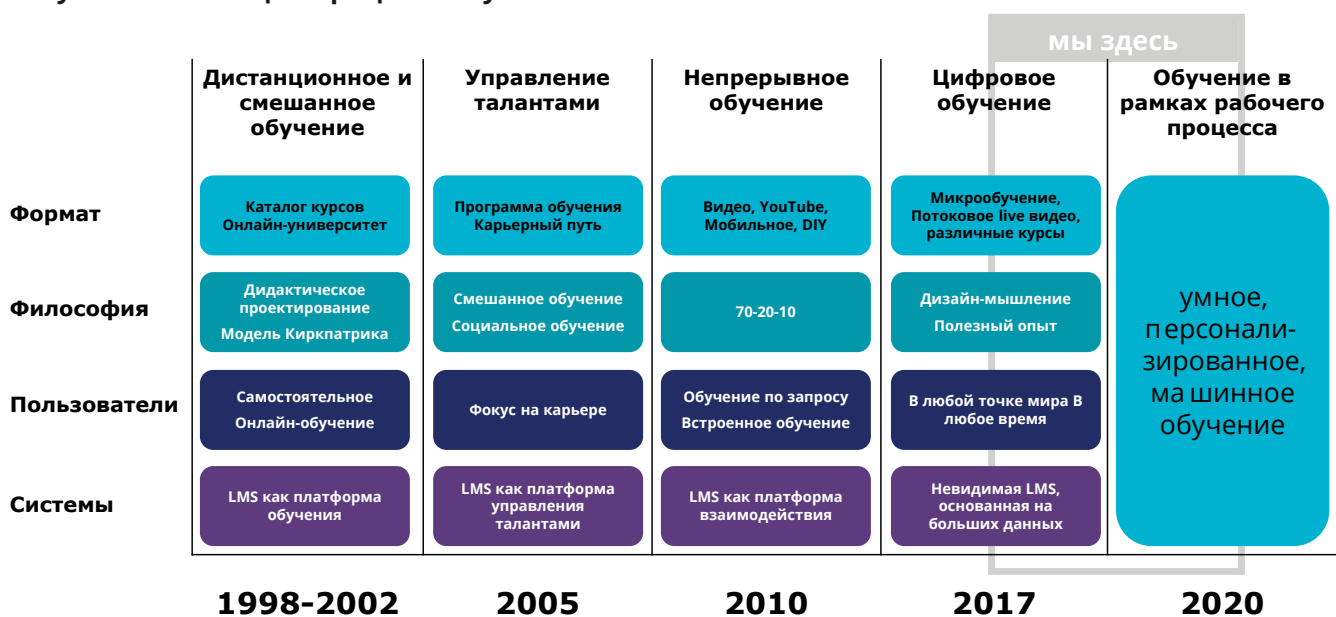 мы здесь
Дистанционное и
смешанное
обучение
Управление
талантами
Непрерывное
обучение
Цифровое
обучение
Обучение в
рамках рабочего
процесса
Формат
Каталог курсов
Онлайн-университет
Программа обучения
Карьерный путь
Видео, YouTube,
Мобильное, DIY
Микрообучение,
Потоковое live видео,
различные курсы
Философия
Дидактическое
проектирование
Модель Киркпатрика
Смешанное обучение
Социальное обучение
70-20-10
Дизайн-мышление
Полезный опыт
Пользователи
Самостоятельное
Онлайн-обучение
Фокус на карьере
Обучение по запросу
Встроенное обучение
В любой точке мира В
любое время
Системы
LMS как платформа
обучения
LMS как платформа
управления
талантами
LMS как платформа
взаимодействия
Невидимая LMS,
основанная на
больших данных
умное,
персонали-
зированное,
ма шинное
обучение
1998-2002
2005
2010
2017
2020